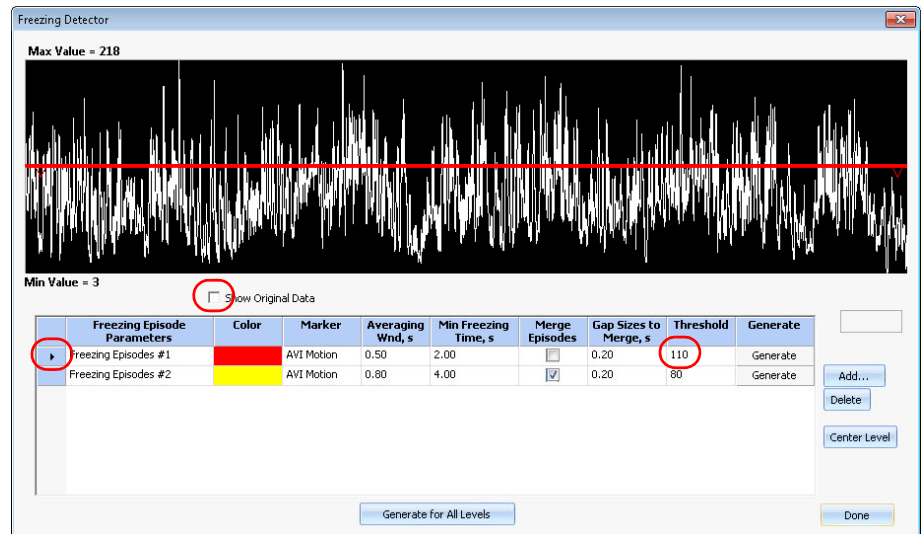 Freezing Detector
Max Value = 218
Min Value = 3
Show Original Data
Freezing Episode Parameters Color Marker Averaging Wnd, s Min Freezing Time, s Merge Episodes Gap Sizes to Merge, s Threshold Generate
Freezing Episodes #1 AVI Motion 0.50 2.00 0.20 110 Generate
Freezing Episodes #2 AVI Motion 0.80 4.00 0.20 80 Generate
Add...
Delete
Center Level
Generate for All Levels
Done